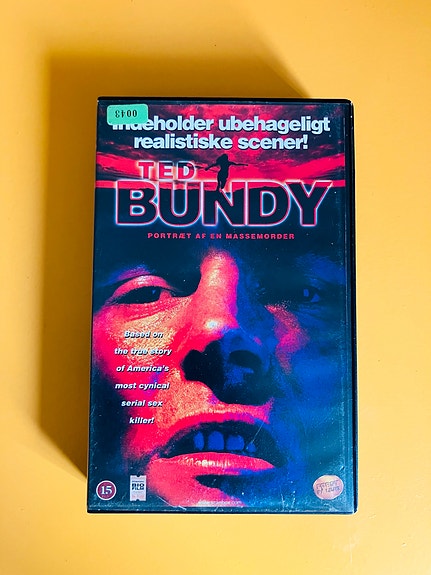 0043
Indeholder ubehageligt
realistiske scener!
TED
BUNDY
PORTRÆT AF EN MASSEMORDER
Based on
the true story
of America's
most cynical
serial sex
killer!
15